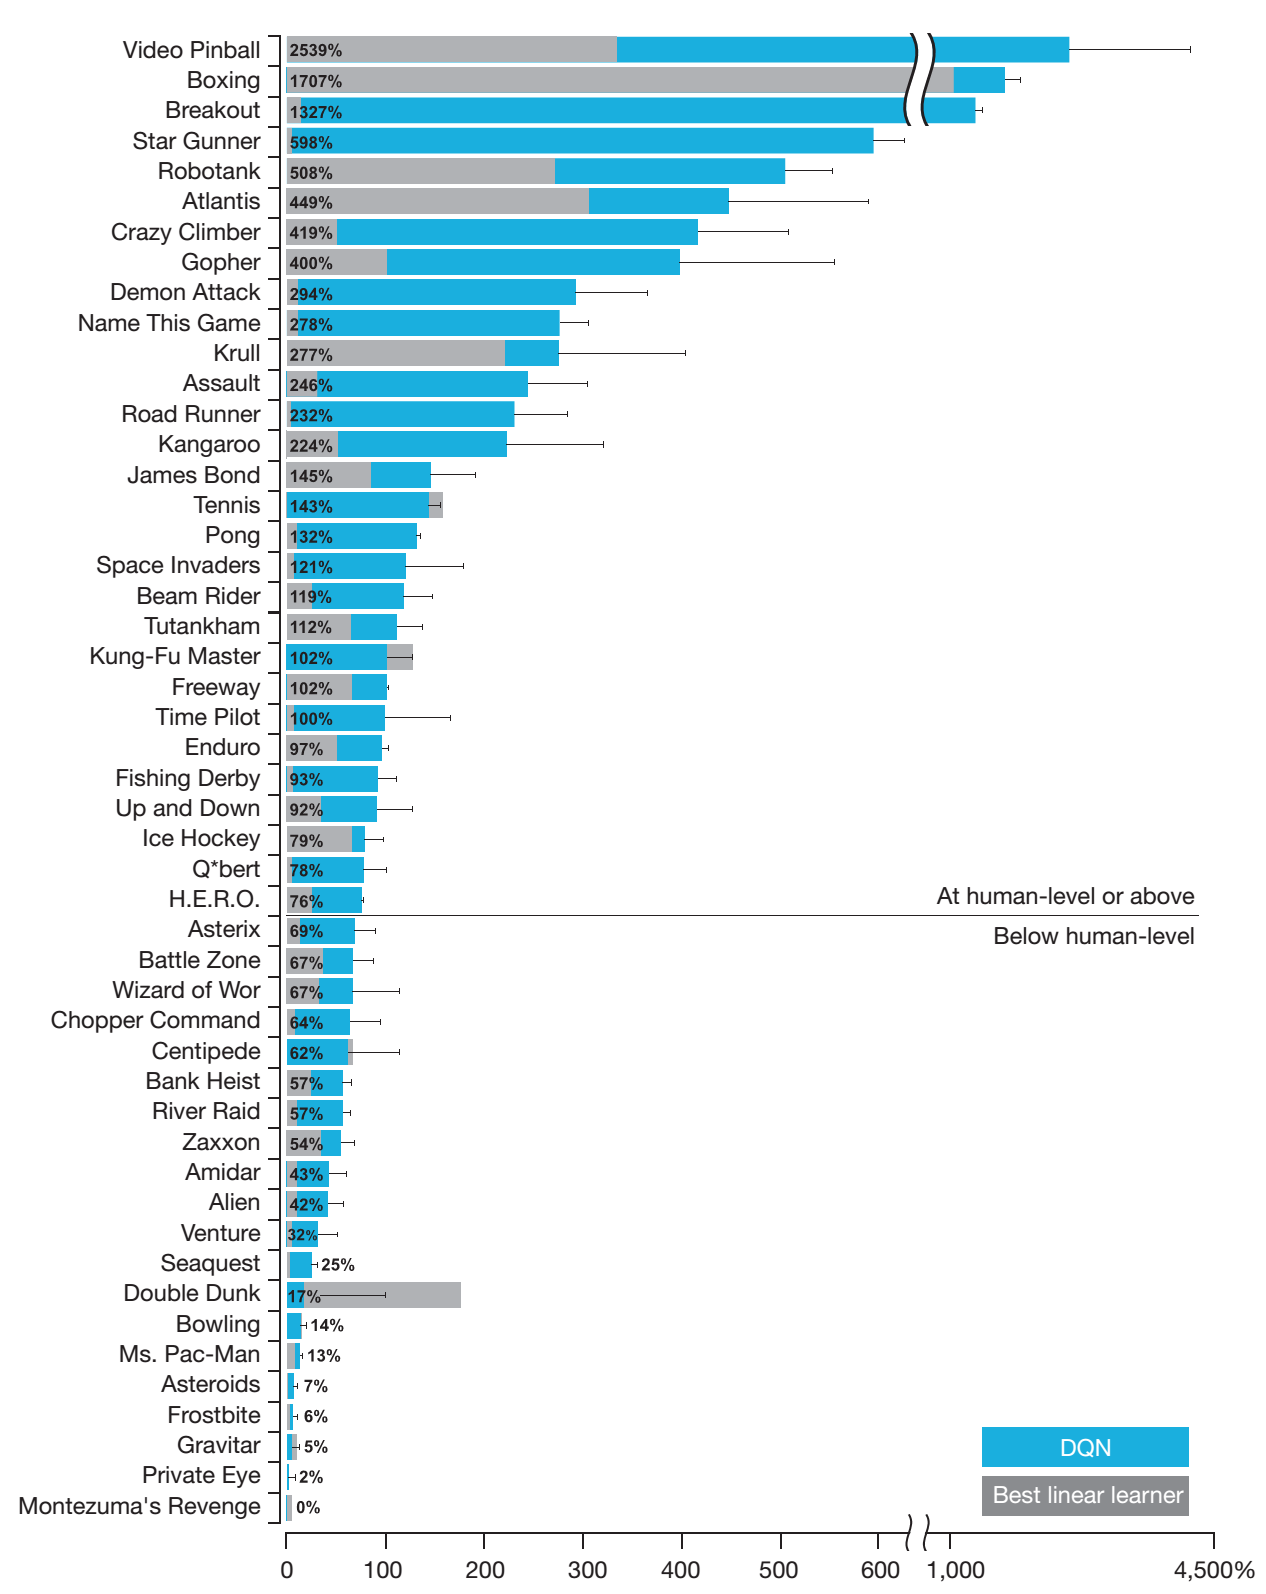 Video Pinball 2539%
Boxing 1707%
Breakout 1327%
Star Gunner 598%
Robotank 508%
Atlantis 449%
Crazy Climber 419%
Gopher 400%
Demon Attack 294%
Name This Game 278%
Krull 277%
Assault 246%
Road Runner 232%
Kangaroo 224%
James Bond 145%
Tennis 143%
Pong 132%
Space Invaders 121%
Beam Rider 119%
Tutankham 112%
Kung-Fu Master 102%
Freeway 102%
Time Pilot 100%
Enduro 97%
Fishing Derby 93%
Up and Down 92%
Ice Hockey 79%
Q*bert 78%
H.E.R.O. 76% At human-level or above
Asterix 69% Below human-level
Battle Zone 67%
Wizard of Wor 67%
Chopper Command 64%
Centipede 62%
Bank Heist 57%
River Raid 57%
Zaxxon 54%
Amidar 43%
Alien 42%
Venture 32%
Seaquest 25%
Double Dunk 17%
Bowling 14%
Ms. Pac-Man 13%
Asteroids 7%
Frostbite 6%
Gravitar 5% DQN
Private Eye 2% Best linear learner
Montezuma's Revenge 0%
0 100 200 300 400 500 600 1,000 4,500%